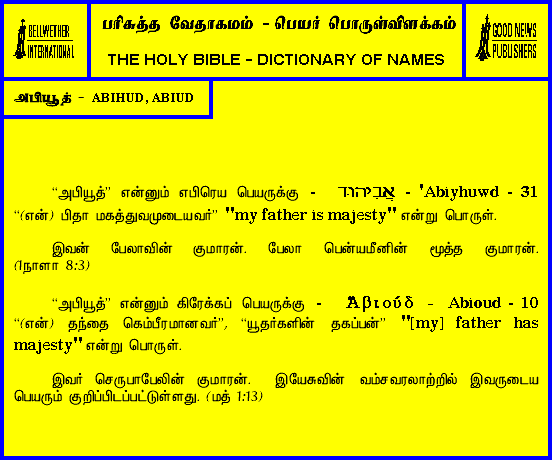 BELLWETHER
INTERNATIONAL
பரிசுத்த வேதாகமம் - பெயர் பொருள்விளக்கம்
THE HOLY BIBLE - DICTIONARY OF NAMES
GOOD NEWS
PUBLISHERS
அபியூத் - ABIHUD, ABIUD
“அபியூத்” என்னும் எபிரெய பெயருக்கு - אֲבִיהוּד - 'Abiyhuwd - 31
“(என்) பிதா மகத்துவமுடையவர்” "my father is majesty" என்று பொருள்.
இவன் பேலாவின் குமாரன். பேலா பென்யமீனின் மூத்த குமாரன்.
(1நாளா 8:3)
“அபியூத்” என்னும் கிரேக்கப் பெயருக்கு - Ἀβιούδ - Abioud - 10
“(என்) தந்தை கெம்பீரமானவர்”, “யூதர்களின் தகப்பன்” "[my] father has
majesty" என்று பொருள்.
இவர் செருபாபேலின் குமாரன். இயேசுவின் வம்சவரலாற்றில் இவருடைய
பெயரும் குறிப்பிடப்பட்டுள்ளது. (மத் 1:13)